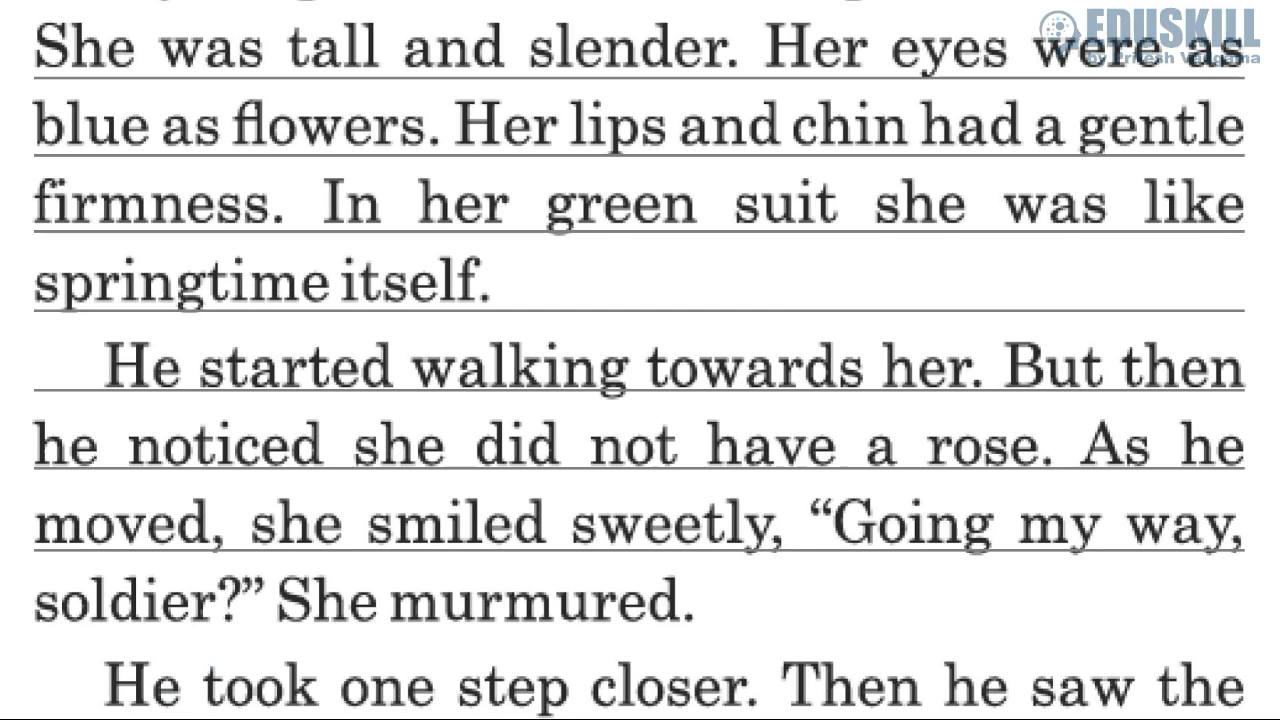 EDUSKILL
by Pritesh Vasgama
She was tall and slender. Her eyes were as
blue as flowers. Her lips and chin had a gentle
firmness. In her green suit she was like
springtime itself.
He started walking towards her. But then
he noticed she did not have a rose. As he
moved, she smiled sweetly, “Going my way,
soldier?” She murmured.
He took one step closer. Then he saw the